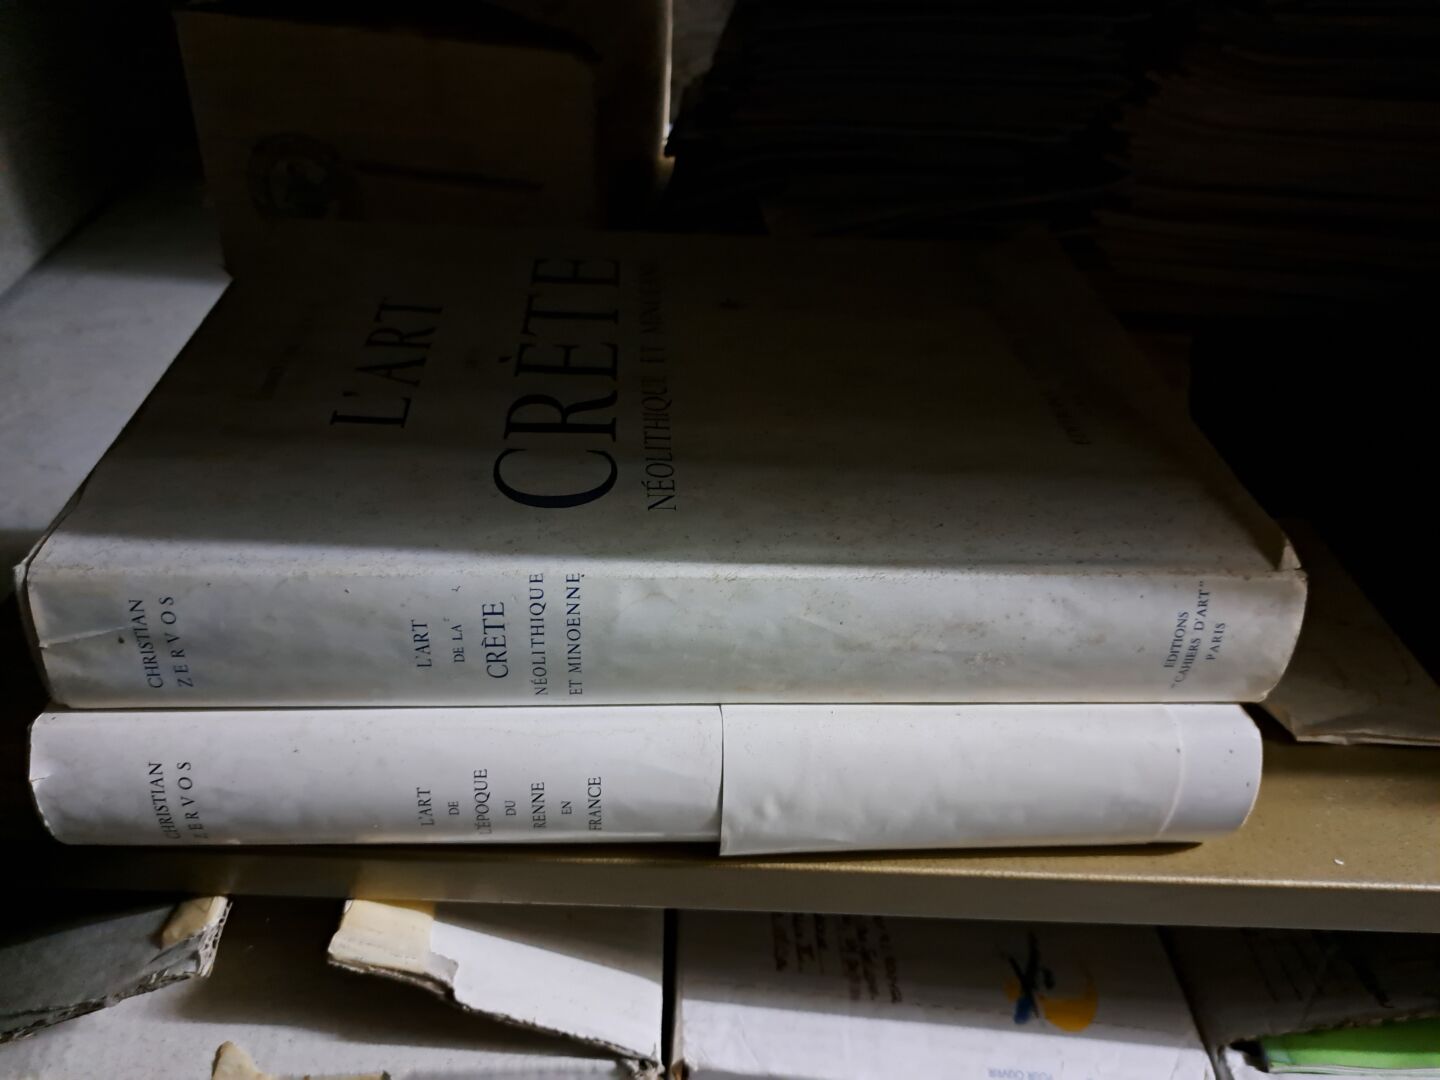 L'ART
CRÈTE
NÉOLITHIQUE ET MINOENNE
CHRISTIAN
ZERVOS
L'ART
DE LA
CRÈTE
NÉOLITHIQUE
ET MINOENNE
EDITIONS
"CAHIERS D'ART"
PARIS
CHRISTIAN
ZERVOS
L'ART
DE
L'ÉPOQUE
DU
RENNE
EN
FRANCE